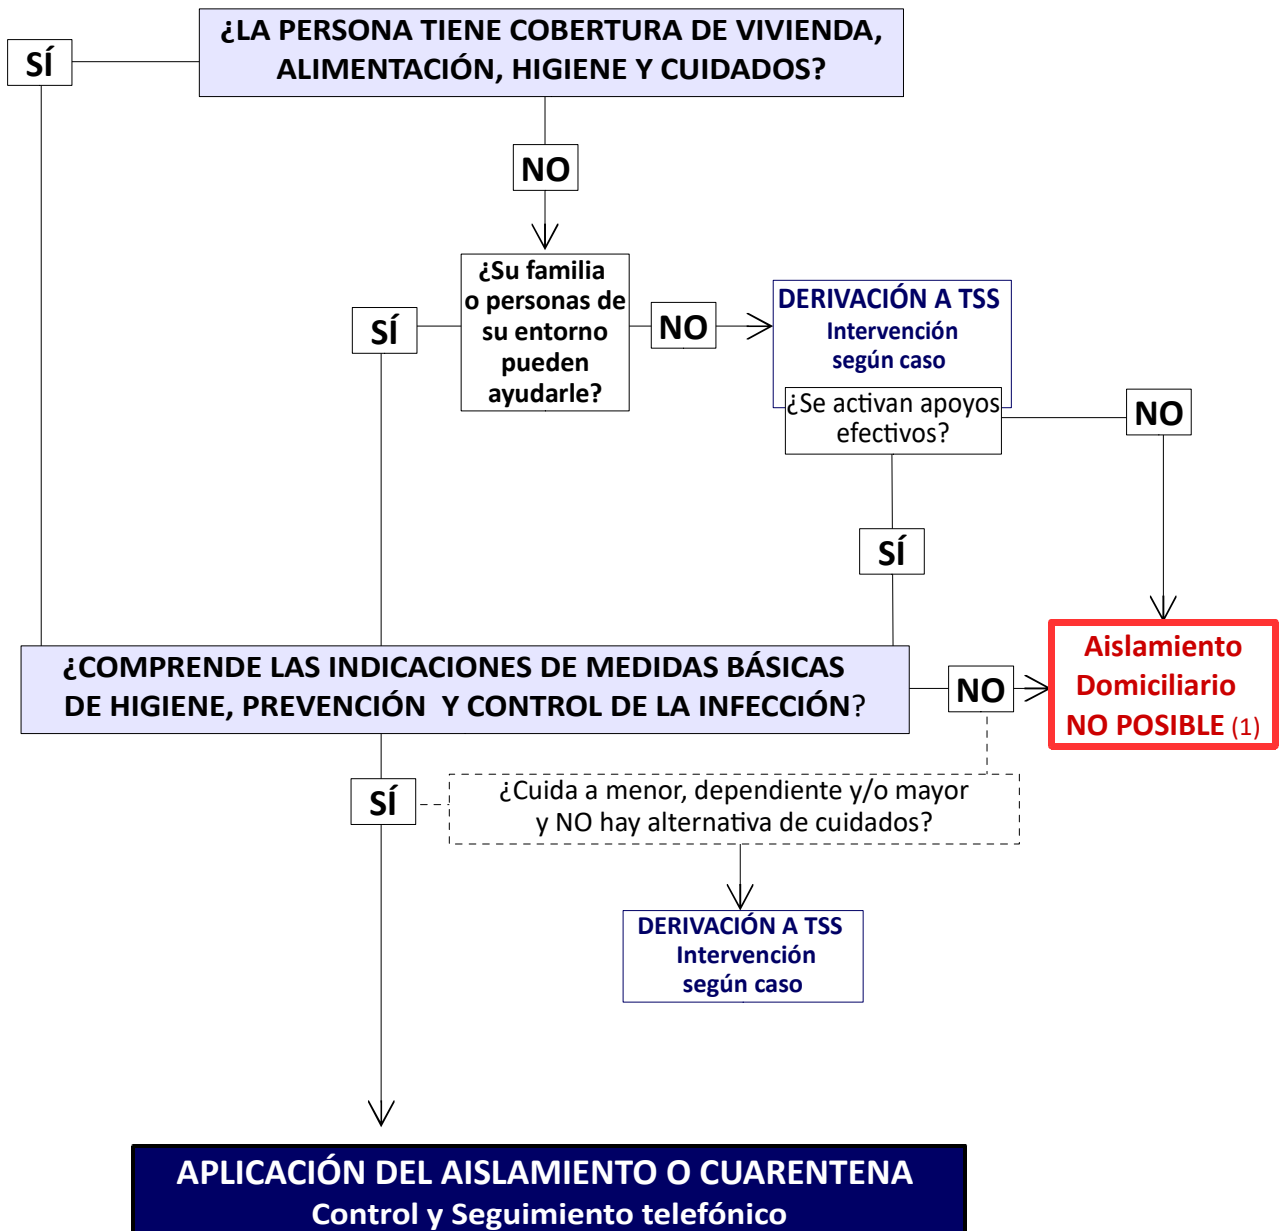 ¿LA PERSONA TIENE COBERTURA DE VIVIENDA,
ALIMENTACIÓN, HIGIENE Y CUIDADOS?
SÍ
NO
¿Su familia
o personas de
su entorno
pueden
ayudarle?
SÍ
NO
DERIVACIÓN A TSS
Intervención
según caso
¿Se activan apoyos
efectivos?
NO
SÍ
¿COMPRENDE LAS INDICACIONES DE MEDIDAS BÁSICAS
DE HIGIENE, PREVENCIÓN Y CONTROL DE LA INFECCIÓN?
NO
Aislamiento
Domiciliario
NO POSIBLE (1)
SÍ
¿Cuida a menor, dependiente y/o mayor
y NO hay alternativa de cuidados?
DERIVACIÓN A TSS
Intervención
según caso
APLICACIÓN DEL AISLAMIENTO O CUARENTENA
Control y Seguimiento telefónico